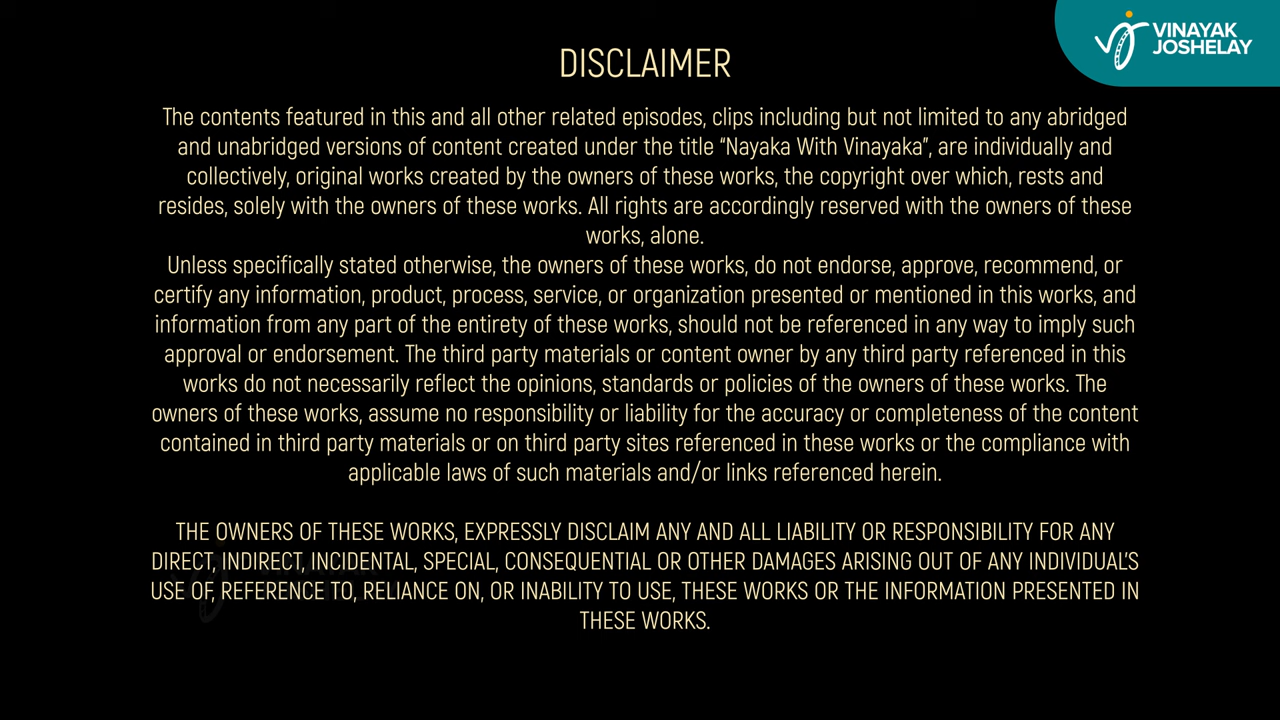 VINAYAK
JOSHELAY
DISCLAIMER
The contents featured in this and all other related episodes, clips including but not limited to any abridged
and unabridged versions of content created under the title “Nayaka With Vinayaka”, are individually and
collectively, original works created by the owners of these works, the copyright over which, rests and
resides, solely with the owners of these works. All rights are accordingly reserved with the owners of these
works, alone.
Unless specifically stated otherwise, the owners of these works, do not endorse, approve, recommend, or
certify any information, product, process, service, or organization presented or mentioned in this works, and
information from any part of the entirety of these works, should not be referenced in any way to imply such
approval or endorsement. The third party materials or content owner by any third party referenced in this
works do not necessarily reflect the opinions, standards or policies of the owners of these works. The
owners of these works, assume no responsibility or liability for the accuracy or completeness of the content
contained in third party materials or on third party sites referenced in these works or the compliance with
applicable laws of such materials and/or links referenced herein.
THE OWNERS OF THESE WORKS, EXPRESSLY DISCLAIM ANY AND ALL LIABILITY OR RESPONSIBILITY FOR ANY
DIRECT, INDIRECT, INCIDENTAL, SPECIAL, CONSEQUENTIAL OR OTHER DAMAGES ARISING OUT OF ANY INDIVIDUAL’S
USE OF, REFERENCE TO, RELIANCE ON, OR INABILITY TO USE, THESE WORKS OR THE INFORMATION PRESENTED IN
THESE WORKS.